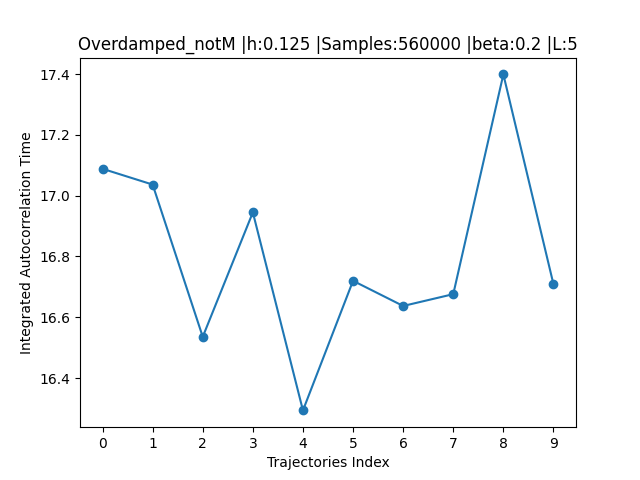 Overdamped_notM |h:0.125 |Samples:560000 |beta:0.2 |L:5
Integrated Autocorrelation Time
17.4
17.2
17.0
16.8
16.6
16.4
0 1 2 3 4 5 6 7 8 9
Trajectories Index